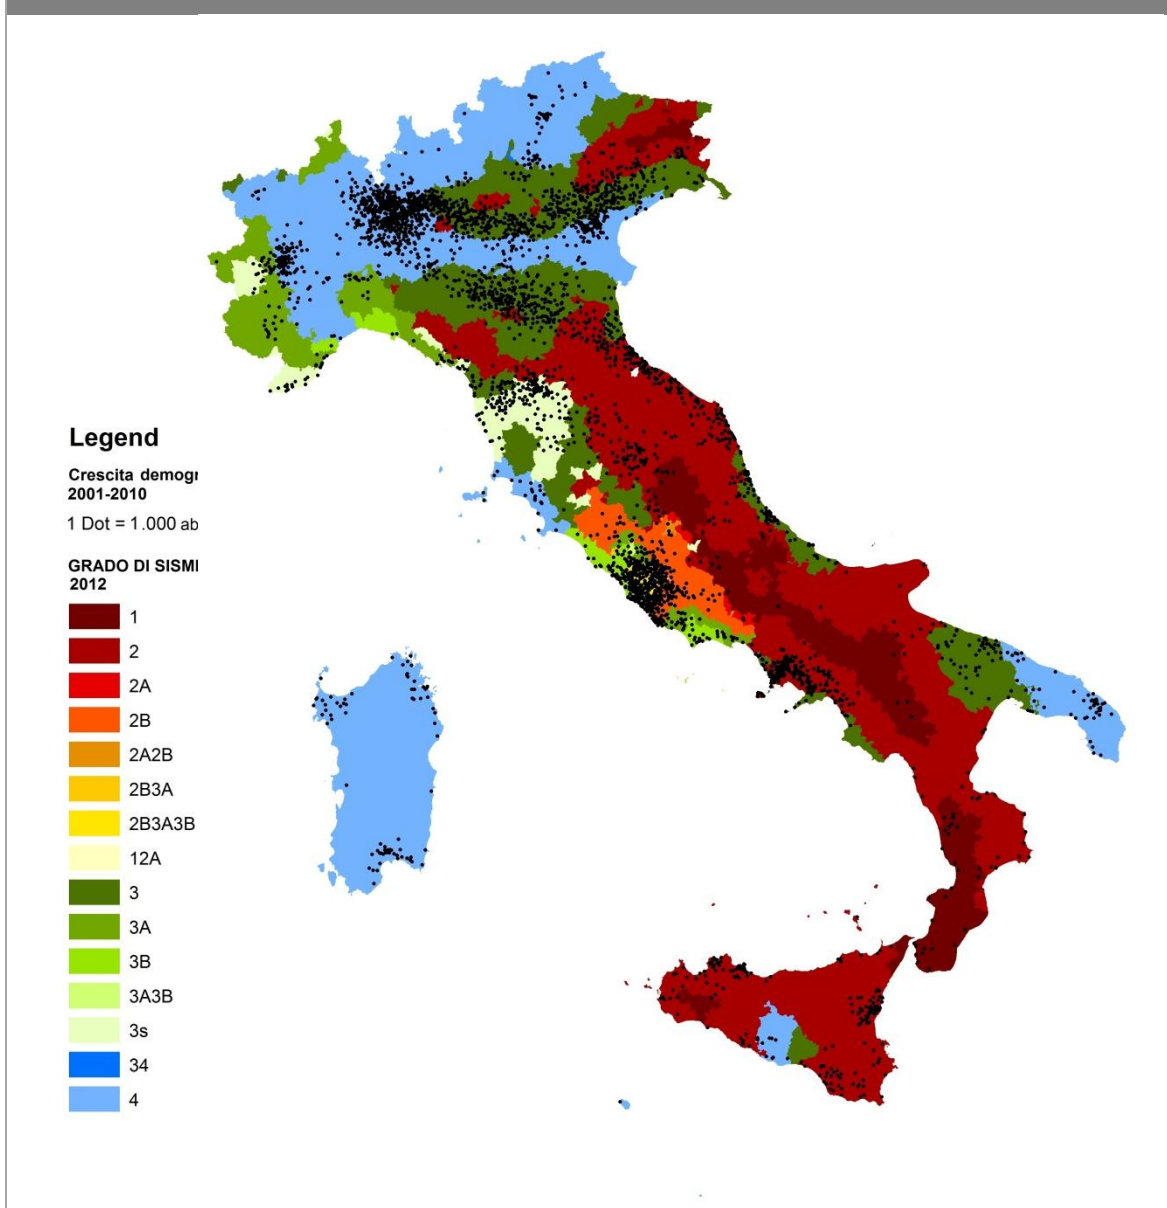 Legend
Crescita demogr
2001-2010
1 Dot = 1.000 ab
GRADO DI SISMI
2012
1
2
2A
2B
2A2B
2B3A
2B3A3B
12A
3
3A
3B
3A3B
3s
34
4